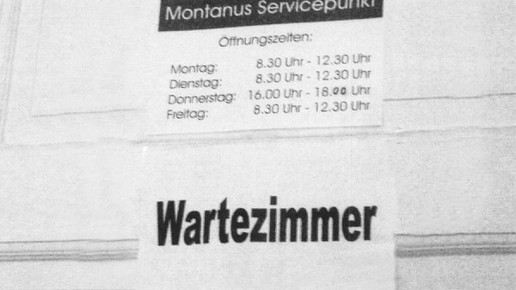 Montanus Servicepunkt
Öffnungszeiten:
Montag: 8.30 Uhr - 12.30 Uhr
Dienstag: 8.30 Uhr - 12.30 Uhr
Donnerstag: 16.00 Uhr - 18.00 Uhr
Freitag: 8.30 Uhr - 12.30 Uhr
Wartezimmer